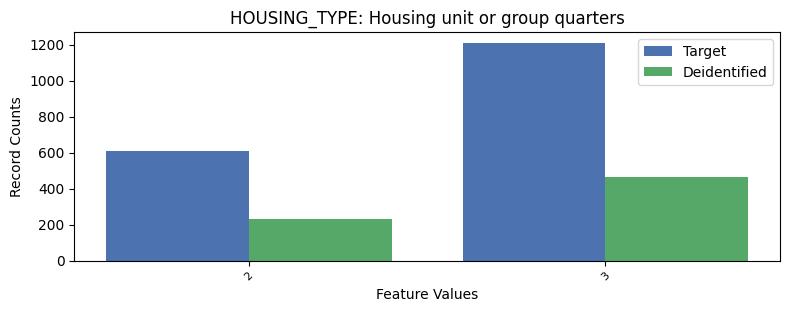 HOUSING_TYPE: Housing unit or group quarters
Target
Deidentified
Record Counts
1200
1000
800
600
400
200
0
2
3
Feature Values